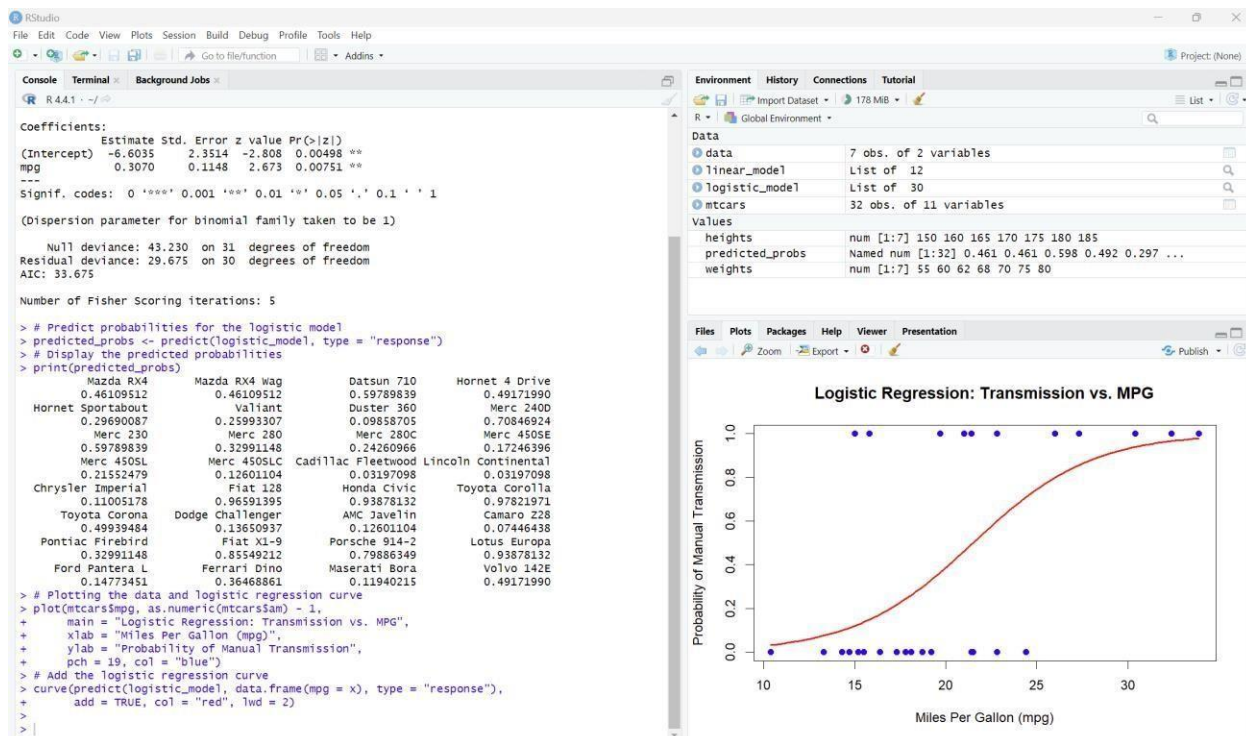 RStudio
File Edit Code View Plots Session Build Debug Profile Tools Help
Go to file/function Addins
Project: (None)
Console Terminal Background Jobs
R 4.4.1 · ~/
Coefficients:
Estimate Std. Error z value Pr(>|z|)
(Intercept) -6.6035 2.3514 -2.808 0.00498 **
mpg 0.3070 0.1148 2.673 0.00751 **
---
Signif. codes: 0 ‘***’ 0.001 ‘**’ 0.01 ‘*’ 0.05 ‘.’ 0.1 ‘ ’ 1
(Dispersion parameter for binomial family taken to be 1)
Null deviance: 43.230 on 31 degrees of freedom
Residual deviance: 29.675 on 30 degrees of freedom
AIC: 33.675
Number of Fisher Scoring iterations: 5
> # Predict probabilities for the logistic model
> predicted_probs <- predict(logistic_model, type = "response")
> # Display the predicted probabilities
> print(predicted_probs)
Mazda RX4 Mazda RX4 Wag Datsun 710 Hornet 4 Drive
0.46109512 0.46109512 0.59789839 0.49171990
Hornet Sportabout Valiant Duster 360 Merc 240D
0.29690087 0.25993307 0.09858705 0.70846924
Merc 230 Merc 280 Merc 280C Merc 450SE
0.59789839 0.32991148 0.24260966 0.17246396
Merc 450SL Merc 450SLC Cadillac Fleetwood Lincoln Continental
0.21552479 0.12601104 0.03197098 0.03197098
Chrysler Imperial Fiat 128 Honda Civic Toyota Corolla
0.11005178 0.96591395 0.93878132 0.97821971
Toyota Corona Dodge Challenger AMC Javelin Camaro Z28
0.49939484 0.13650937 0.12601104 0.07446438
Pontiac Firebird Fiat X1-9 Porsche 914-2 Lotus Europa
0.32991148 0.85549212 0.79886349 0.93878132
Ford Pantera L Ferrari Dino Maserati Bora Volvo 142E
0.14773451 0.36468861 0.11940215 0.49171990
> # Plotting the data and logistic regression curve
> plot(mtcars$mpg, as.numeric(mtcars$am) - 1,
+ main = "Logistic Regression: Transmission vs. MPG",
+ xlab = "Miles Per Gallon (mpg)",
+ ylab = "Probability of Manual Transmission",
+ pch = 19, col = "blue")
> # Add the logistic regression curve
> curve(predict(logistic_model, data.frame(mpg = x), type = "response"),
+ add = TRUE, col = "red", lwd = 2)
>
>
Environment History Connections Tutorial
Import Dataset 178 MiB List
R Global Environment
Data
data 7 obs. of 2 variables
linear_model List of 12
logistic_model List of 30
mtcars 32 obs. of 11 variables
Values
heights num [1:7] 150 160 165 170 175 180 185
predicted_probs Named num [1:32] 0.461 0.461 0.598 0.492 0.297 ...
weights num [1:7] 55 60 62 68 70 75 80
Files Plots Packages Help Viewer Presentation
Zoom Export Publish
Logistic Regression: Transmission vs. MPG
Probability of Manual Transmission
1.0
0.8
0.6
0.4
0.2
0.0
10 15 20 25 30
Miles Per Gallon (mpg)